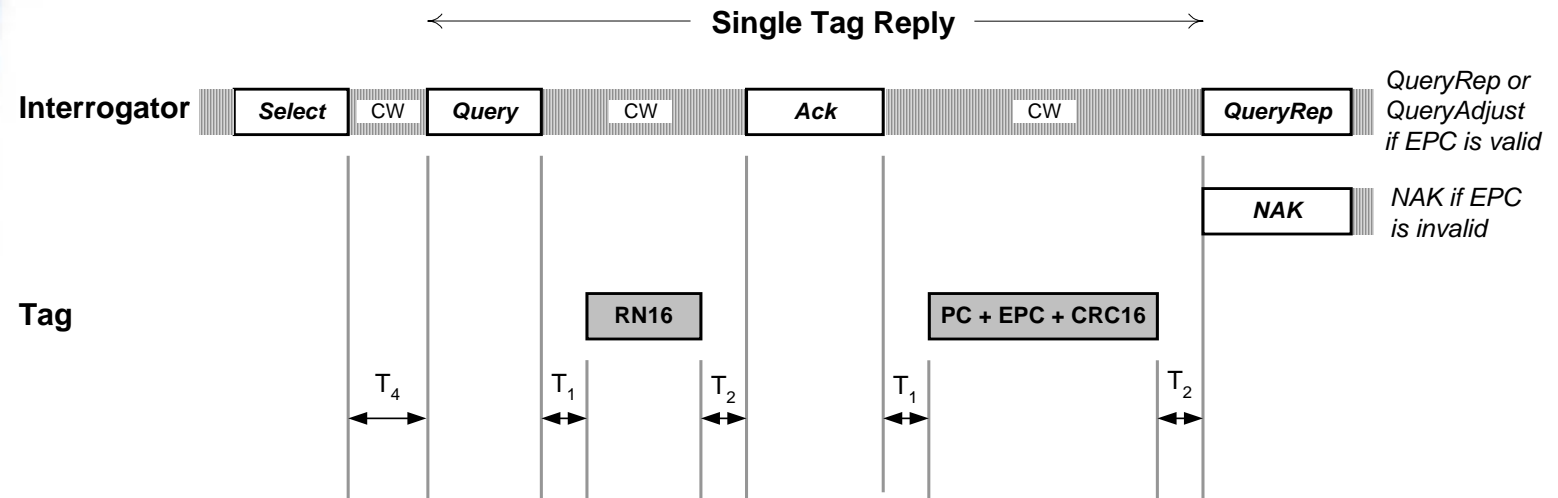 Single Tag Reply
Interrogator
Select
CW
Query
CW
Ack
CW
QueryRep
QueryRep or
QueryAdjust
if EPC is valid
NAK
NAK if EPC
is invalid
Tag
RN16
PC + EPC + CRC16
T4
T1
T2
T1
T2